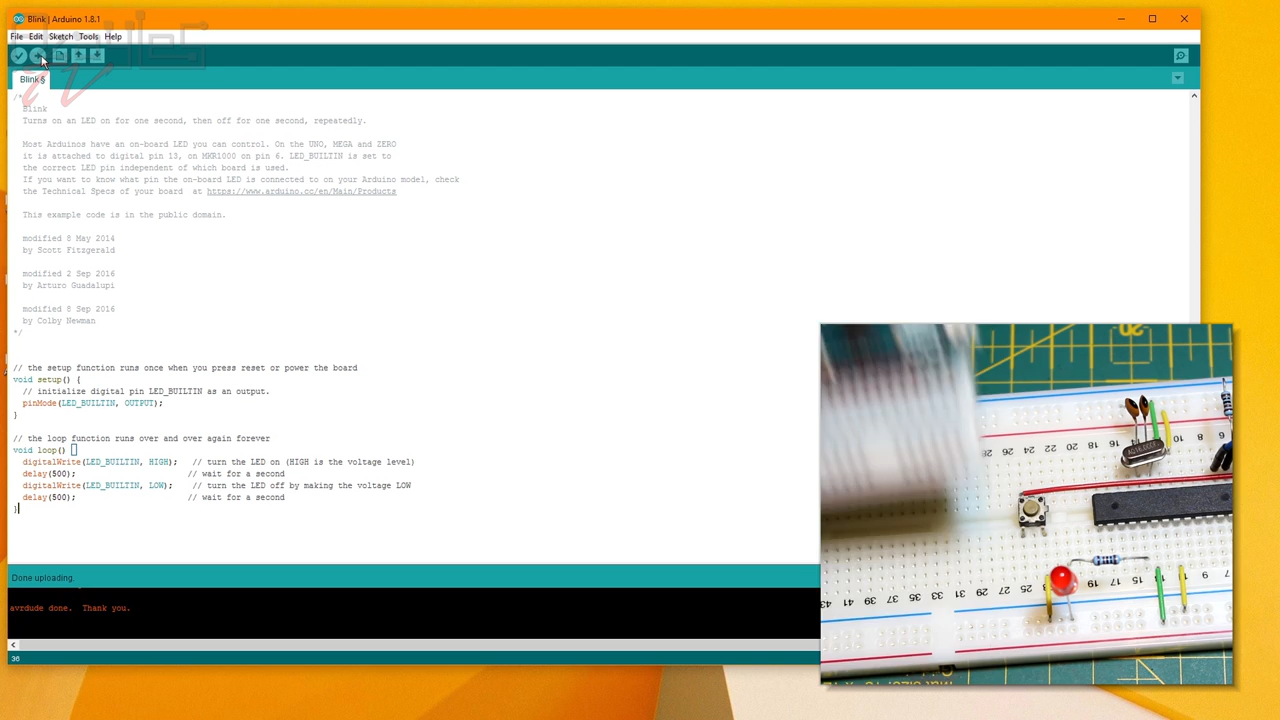 Blink | Arduino 1.8.1
File Edit Sketch Tools Help
Blink §
/*
Blink
Turns on an LED on for one second, then off for one second, repeatedly.
Most Arduinos have an on-board LED you can control. On the UNO, MEGA and ZERO
it is attached to digital pin 13, on MKR1000 on pin 6. LED_BUILTIN is set to
the correct LED pin independent of which board is used.
If you want to know what pin the on-board LED is connected to on your Arduino model, check
the Technical Specs of your board at https://www.arduino.cc/en/Main/Products
This example code is in the public domain.
modified 8 May 2014
by Scott Fitzgerald
modified 2 Sep 2016
by Arturo Guadalupi
modified 8 Sep 2016
by Colby Newman
*/
// the setup function runs once when you press reset or power the board
void setup() {
// initialize digital pin LED_BUILTIN as an output.
pinMode(LED_BUILTIN, OUTPUT);
}
// the loop function runs over and over again forever
void loop() {
digitalWrite(LED_BUILTIN, HIGH); // turn the LED on (HIGH is the voltage level)
delay(500); // wait for a second
digitalWrite(LED_BUILTIN, LOW); // turn the LED off by making the voltage LOW
delay(500); // wait for a second
}
Done uploading.
avrdude done. Thank you.
36